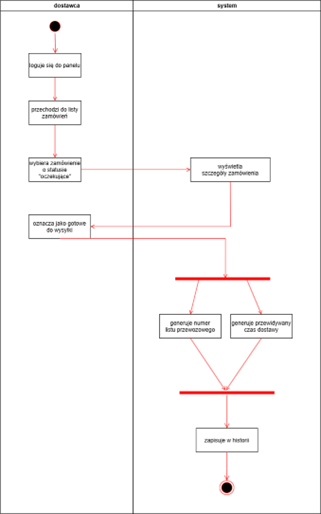 dostawca
system
loguje się do panelu
przechodzi do listy
zamówień
wybiera zamówienie
o statusie
"oczekująca"
wyświetla
szczegóły zamówienia
oznacza jako gotowe
do wysyłki
generuje numer
listu przewozowego
generuje przewidywany
czas dostawy
zapisuje w historii